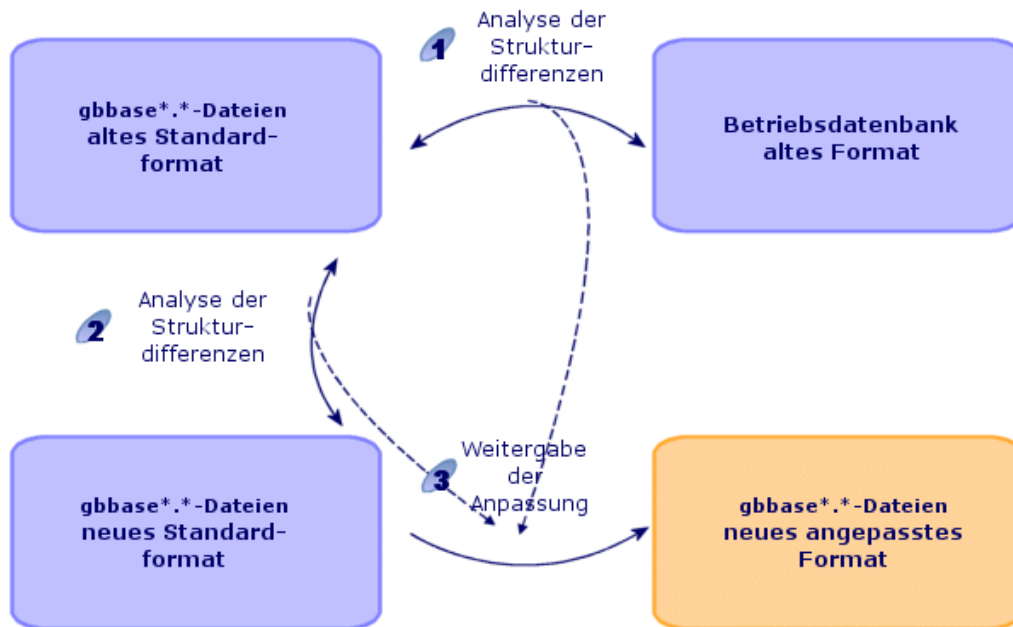 1
Analyse der
Struktur-
differenzen
gbbase*.*-Dateien
altes Standard-
format
Betriebsdatenbank
altes Format
2
Analyse der
Struktur-
differenzen
3
Weitergabe
der
Anpassung
gbbase*.*-Dateien
neues Standard-
format
gbbase*.*-Dateien
neues angepasstes
Format